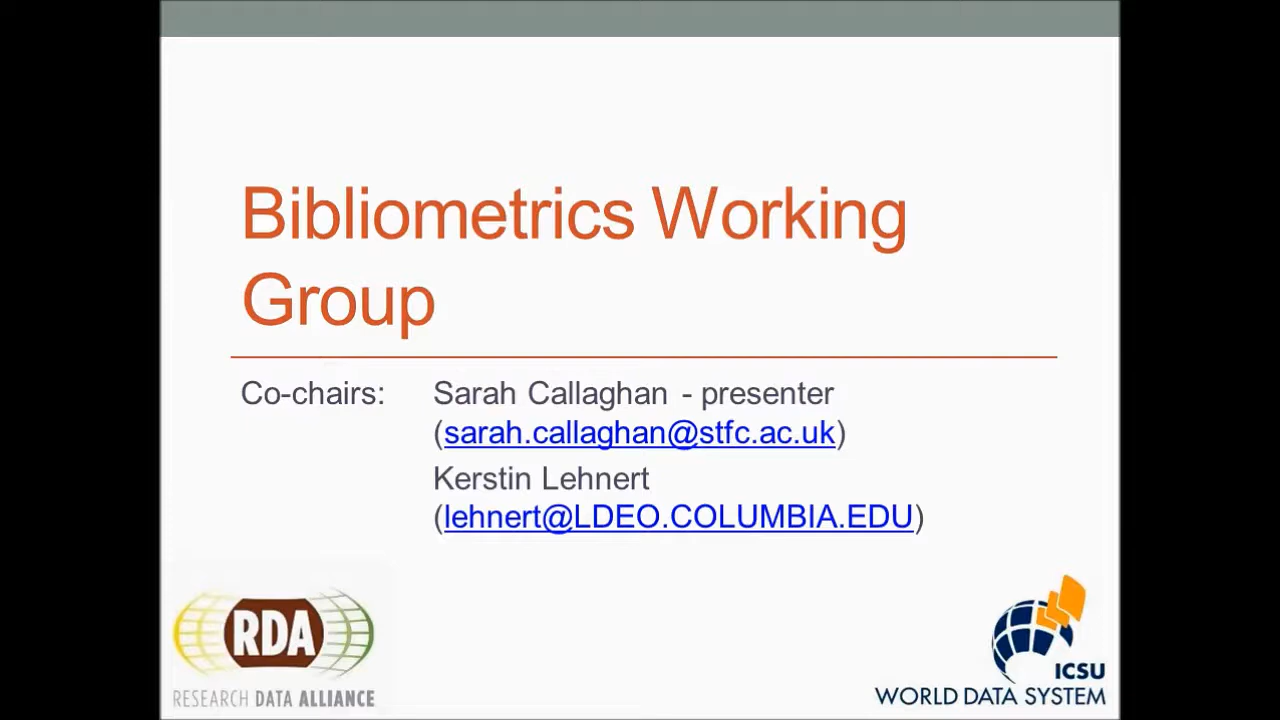 Bibliometrics Working
Group
Co-chairs: Sarah Callaghan - presenter
(sarah.callaghan@stfc.ac.uk)
Kerstin Lehnert
(lehnert@LDEO.COLUMBIA.EDU)
RDA
RESEARCH DATA ALLIANCE
ICSU
WORLD DATA SYSTEM